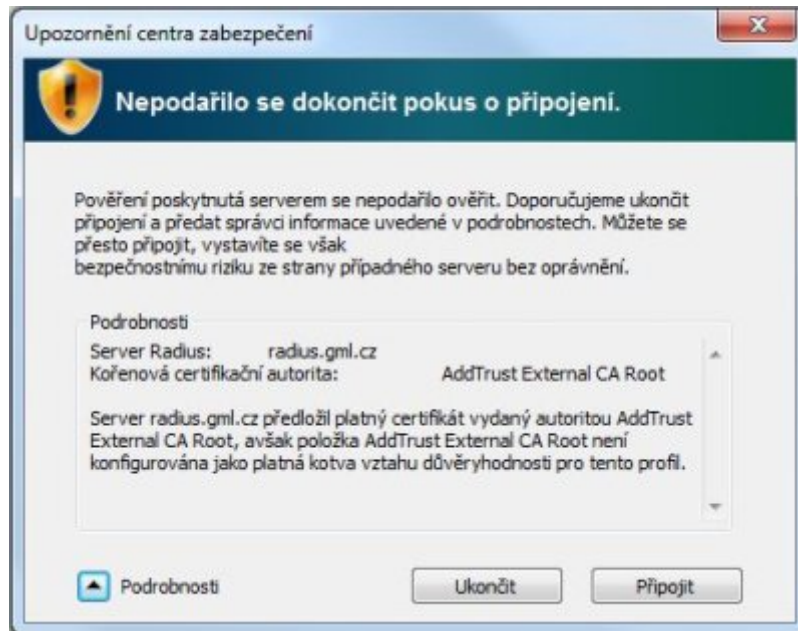 Upozornění centra zabezpečení
Nepodařilo se dokončit pokus o připojení.
Pověření poskytnutá serverem se nepodařilo ověřit. Doporučujeme ukončit
připojení a předat správci informace uvedené v podrobnostech. Můžete se
přesto připojit, vystavíte se však
bezpečnostnímu riziku ze strany případného serveru bez oprávnění.
Podrobnosti
Server Radius: radius.gml.cz
Kořenová certifikační autorita: AddTrust External CA Root
Server radius.gml.cz předložil platný certifikát vydaný autoritou AddTrust
External CA Root, avšak položka AddTrust External CA Root není
konfigurována jako platná kotva vztahu důvěryhodnosti pro tento profil.
Podrobnosti Ukončit Připojit